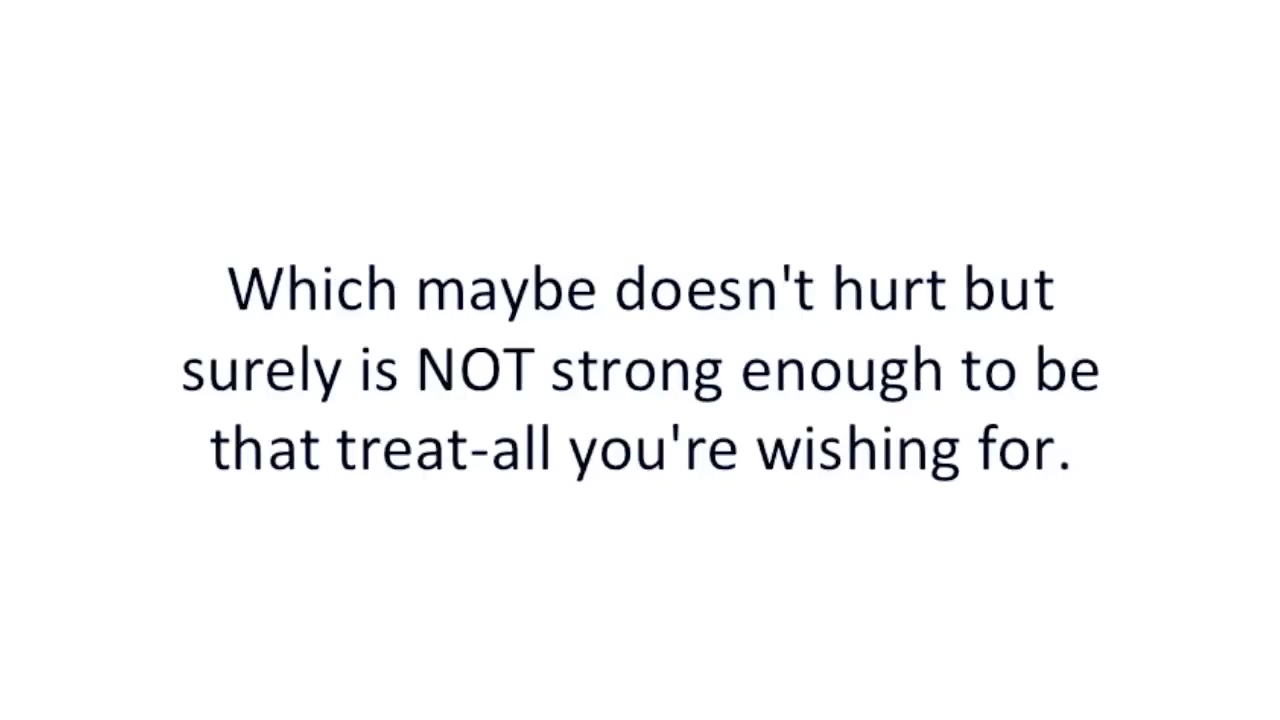 Which maybe doesn't hurt but
surely is NOT strong enough to be
that treat-all you're wishing for.